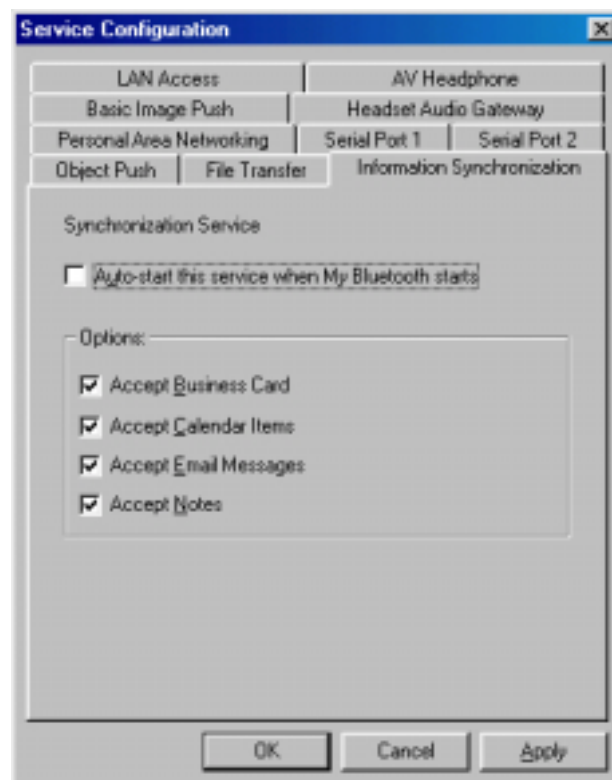 Service Configuration
LAN Access
AV Headphone
Basic Image Push
Headset Audio Gateway
Personal Area Networking
Serial Port 1
Serial Port 2
Object Push
File Transfer
Information Synchronization
Synchronization Service
Auto-start this service when My Bluetooth starts
Options:
Accept Business Card
Accept Calendar Items
Accept Email Messages
Accept Notes
OK
Cancel
Apply